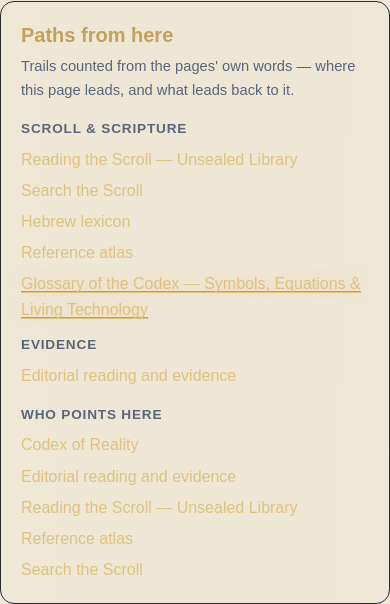 Paths from here
Trails counted from the pages' own words — where
this page leads, and what leads back to it.
SCROLL & SCRIPTURE
Reading the Scroll — Unsealed Library
Search the Scroll
Hebrew lexicon
Reference atlas
Glossary of the Codex — Symbols, Equations &
Living Technology
EVIDENCE
Editorial reading and evidence
WHO POINTS HERE
Codex of Reality
Editorial reading and evidence
Reading the Scroll — Unsealed Library
Reference atlas
Search the Scroll